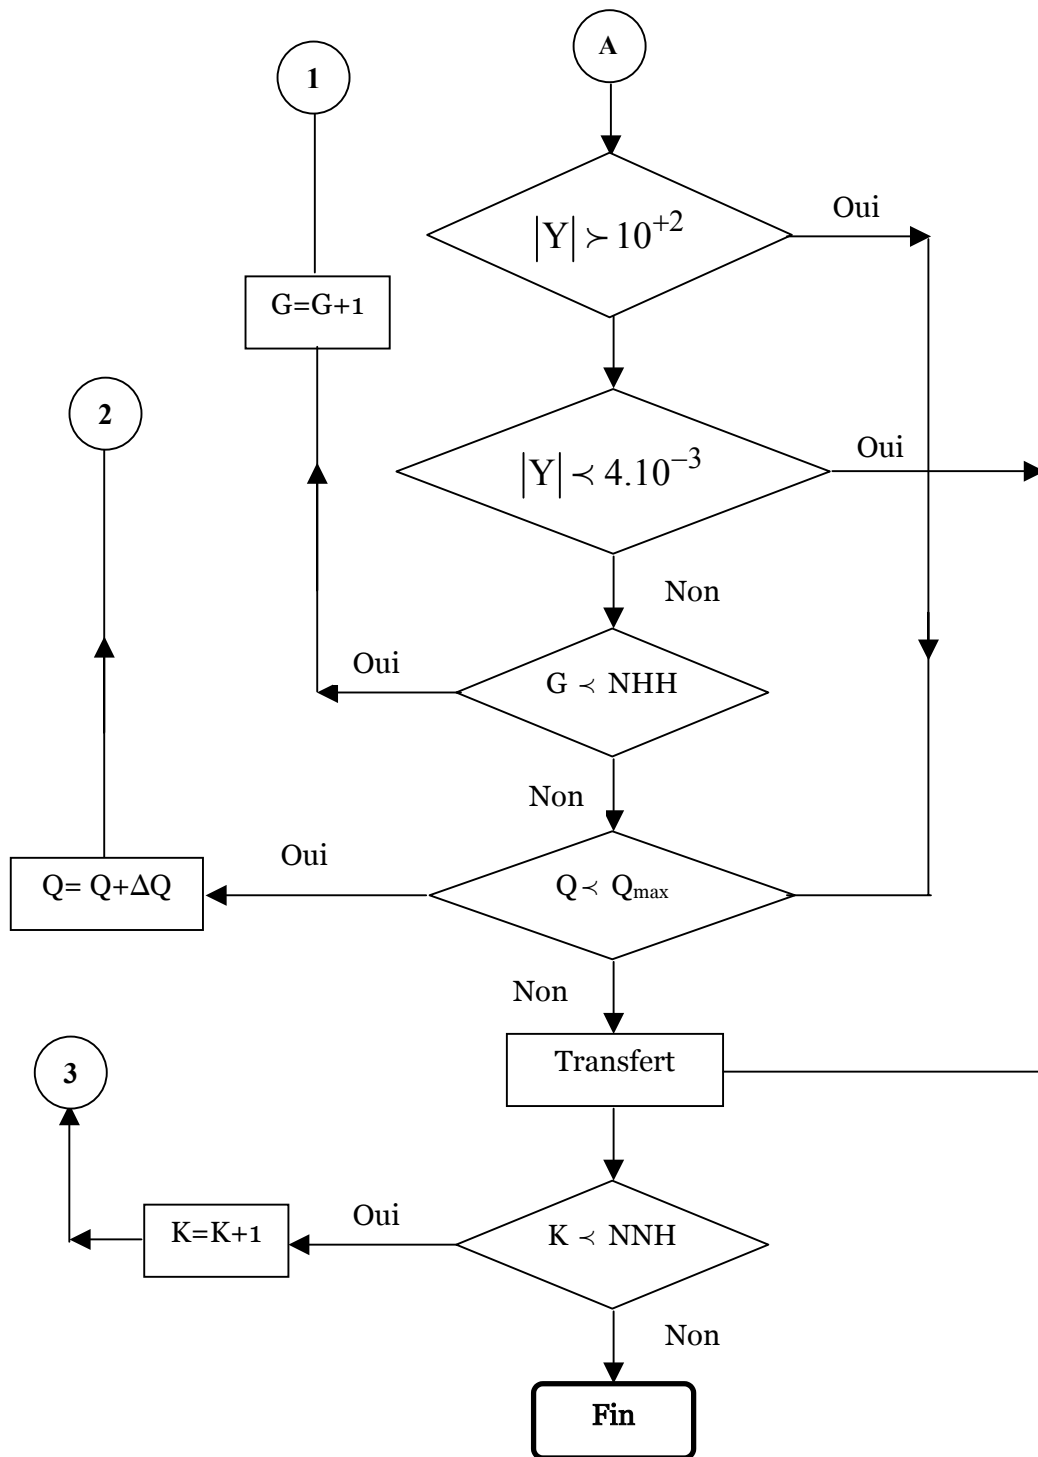 A
1
|Y| ≻ 10⁺²
Oui
G=G+1
2
|Y| ≺ 4.10⁻³
Oui
Non
G ≺ NHH
Oui
Non
Q ≺ Qmax
Oui
Q= Q+ΔQ
Non
Transfert
3
K ≺ NNH
Oui
K=K+1
Non
Fin